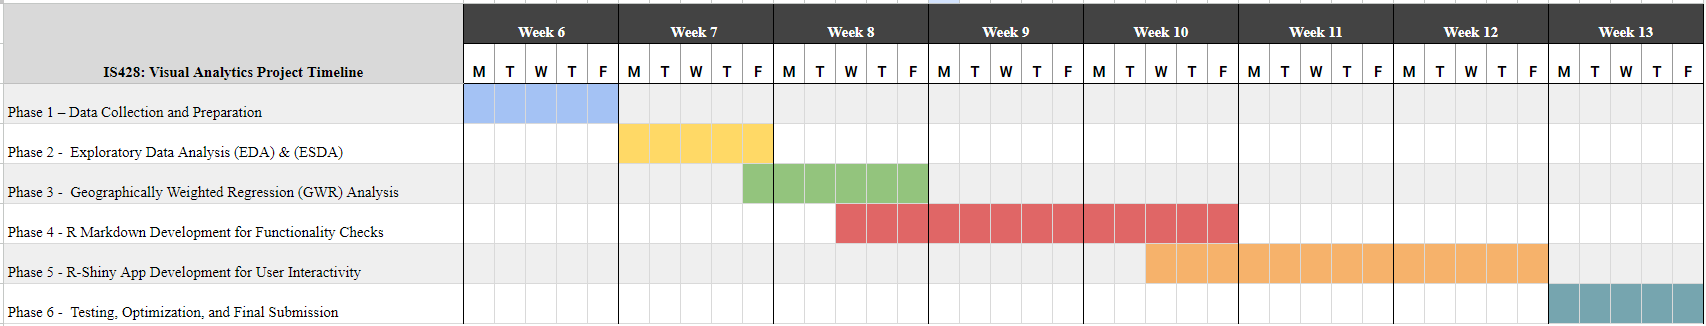 Week 6 Week 7 Week 8 Week 9 Week 10 Week 11 Week 12 Week 13
IS428: Visual Analytics Project Timeline M T W T F M T W T F M T W T F M T W T F M T W T F M T W T F M T W T F M T W T F
Phase 1 – Data Collection and Preparation
Phase 2 -  Exploratory Data Analysis (EDA) & (ESDA)
Phase 3 -  Geographically Weighted Regression (GWR) Analysis
Phase 4 - R Markdown Development for Functionality Checks
Phase 5 - R-Shiny App Development for User Interactivity
Phase 6 -  Testing, Optimization, and Final Submission